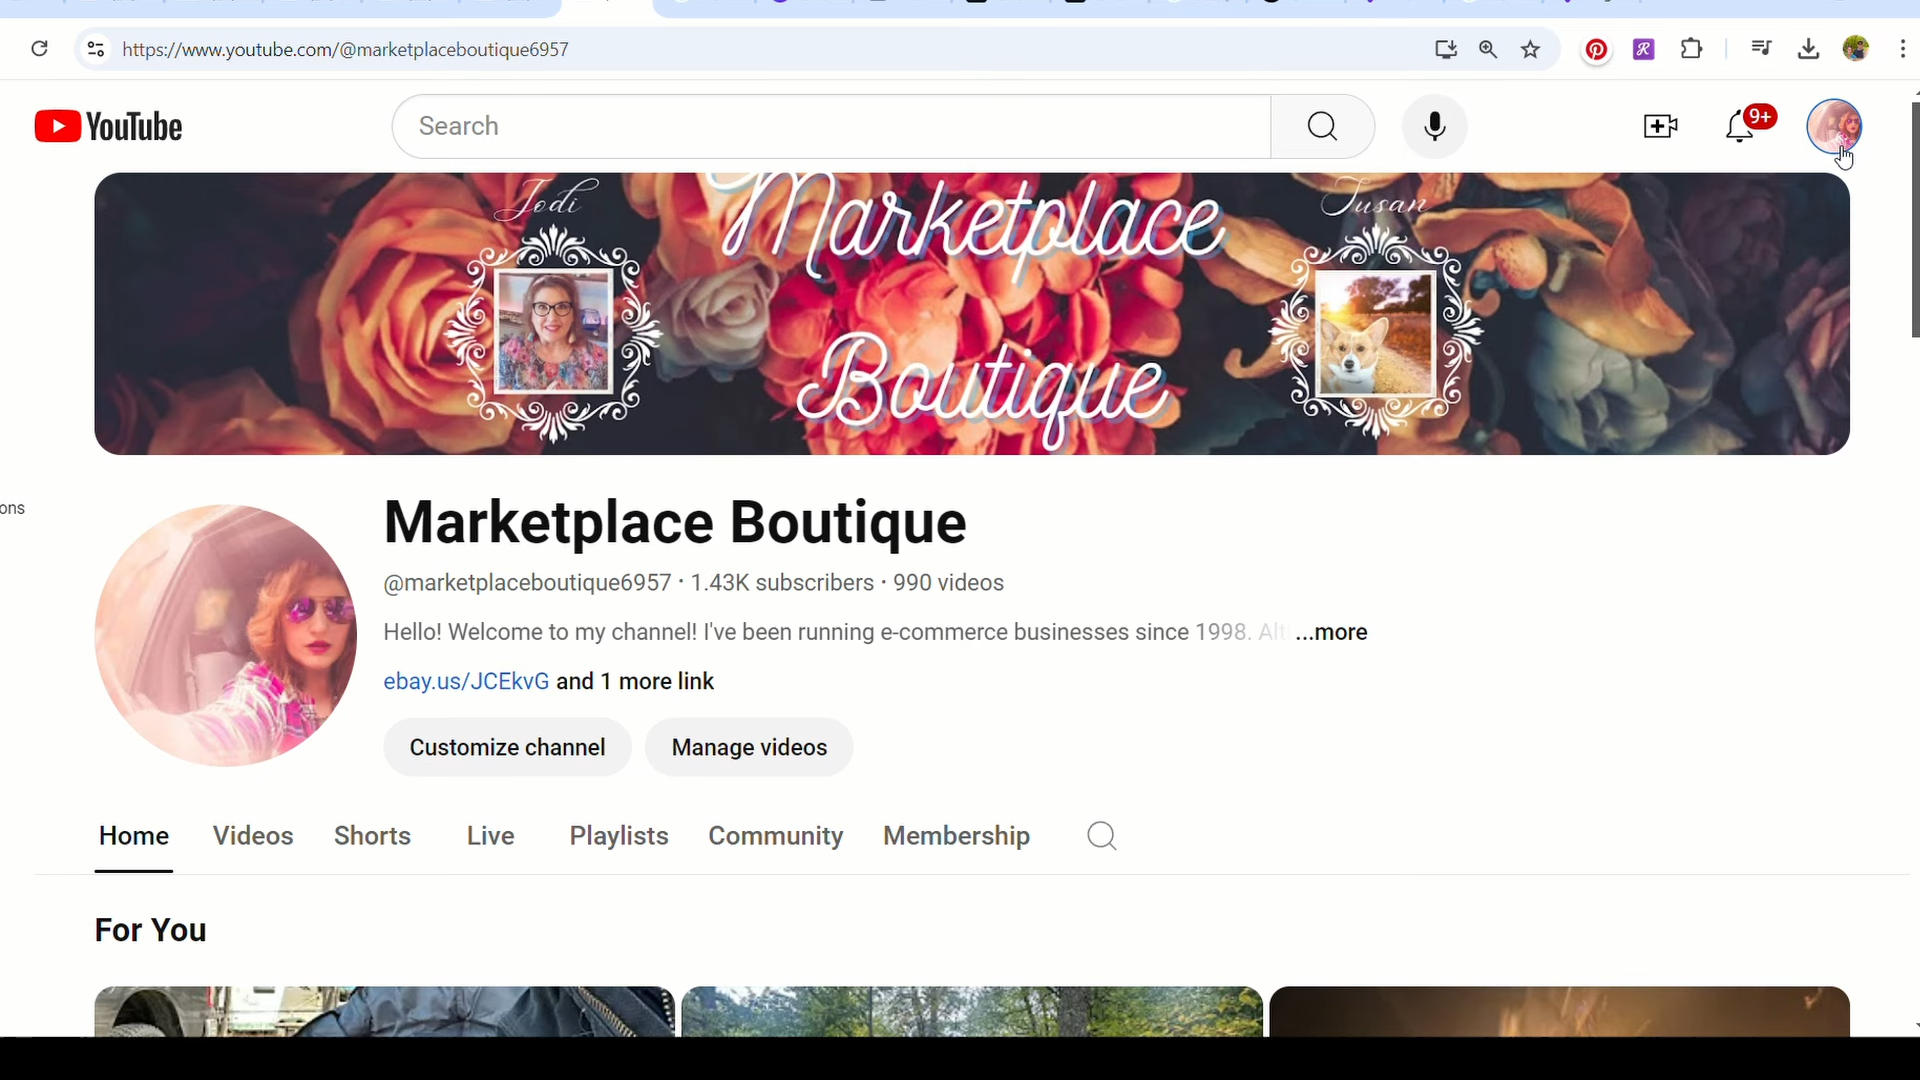 https://www.youtube.com/@marketplaceboutique6957
YouTube
Search
9+
Jodi
Marketplace
Susan
Boutique
ons
Marketplace Boutique
@marketplaceboutique6957 · 1.43K subscribers · 990 videos
Hello! Welcome to my channel! I've been running e-commerce businesses since 1998. Alt ...more
ebay.us/JCEkvG and 1 more link
Customize channel
Manage videos
Home Videos Shorts Live Playlists Community Membership
For You